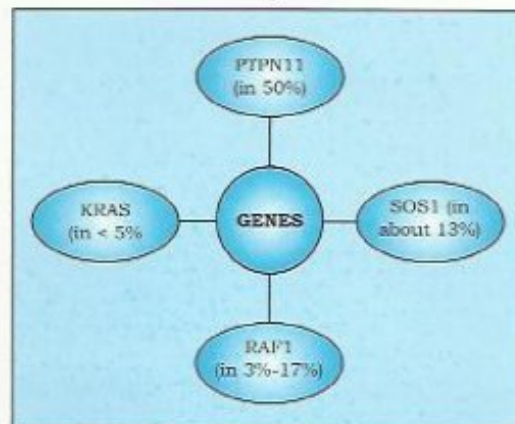 PTPN11
(in 50%)
KRAS
(in < 5%
GENES
SOS1 (in
about 13%)
RAF1
(in 3%-17%)